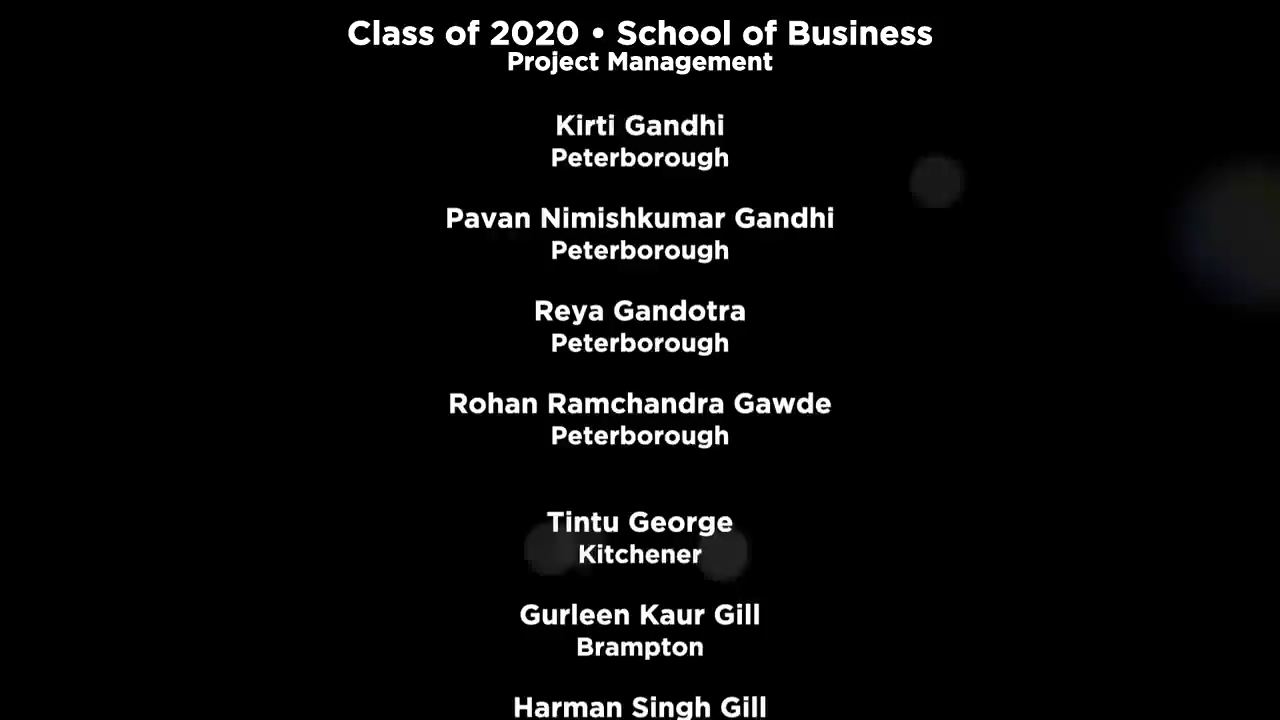 Class of 2020 • School of Business
Project Management
Kirti Gandhi
Peterborough
Pavan Nimishkumar Gandhi
Peterborough
Reya Gandotra
Peterborough
Rohan Ramchandra Gawde
Peterborough
Tintu George
Kitchener
Gurleen Kaur Gill
Brampton
Harman Singh Gill